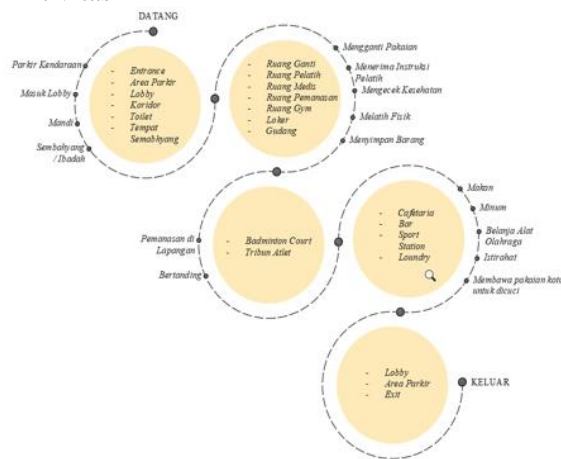 DATANG
Parkir Kendaraan
Masuk Lobby
Mandi
Sembahyang
/ Ibadah
- Entrance
- Area Parkir
- Lobby
- Koridor
- Toilet
- Tempat
Semabhyang
- Ruang Ganti
- Ruang Pelatih
- Ruang Medis
- Ruang Pemanasan
- Ruang Gym
- Loker
- Gudang
Mengganti Pakaian
Menerima Instruksi
Pelatih
Mengecek Kesehatan
Melatih Fisik
Menyimpan Barang
Pemanasan di
Lapangan
Bertanding
- Badminton Court
- Tribun Atlet
- Cafetaria
- Bar
- Sport
Station
- Loundry
Makan
Minum
Belanja Alat
Olahraga
Istirahat
Membawa pakaian koto
untuk dicuci
- Lobby
- Area Parkir
- Exit
KELUAR